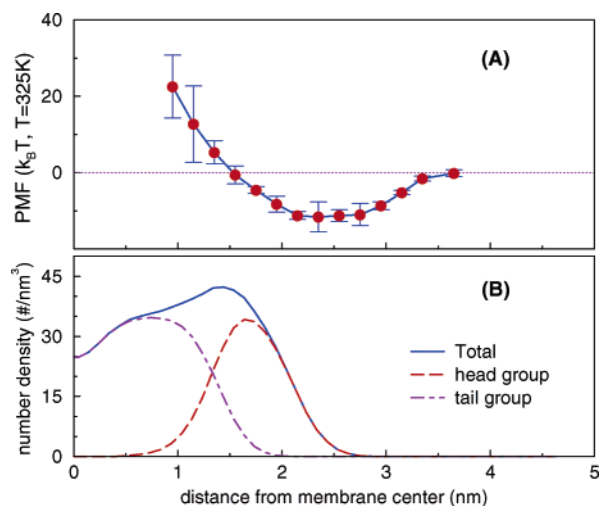 40
20
0
PMF (kBT, T=325K)
(A)
45
30
15
0
number density (#/nm³)
(B)
Total
head group
tail group
0 1 2 3 4 5
distance from membrane center (nm)